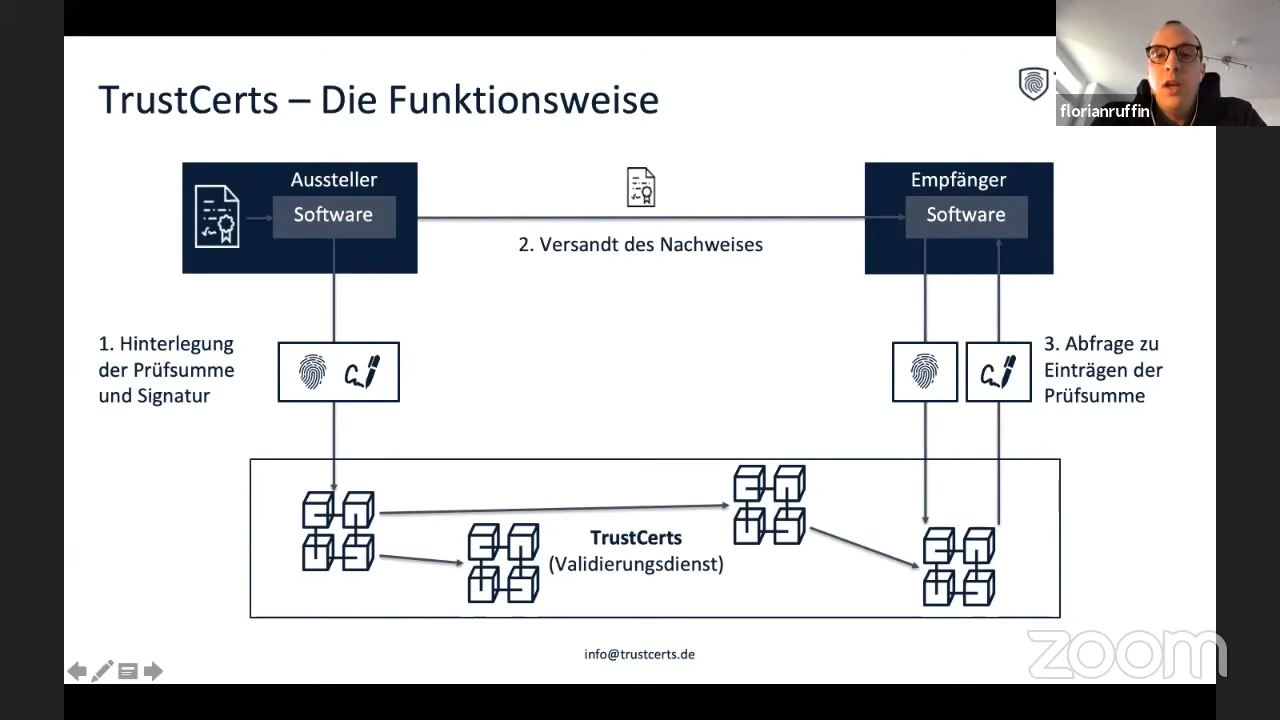 TrustCerts – Die Funktionsweise
florianruffin
Aussteller
Software
Empfänger
Software
2. Versandt des Nachweises
1. Hinterlegung
der Prüfsumme
und Signatur
3. Abfrage zu
Einträgen der
Prüfsumme
TrustCerts
(Validierungsdienst)
info@trustcerts.de
zoom